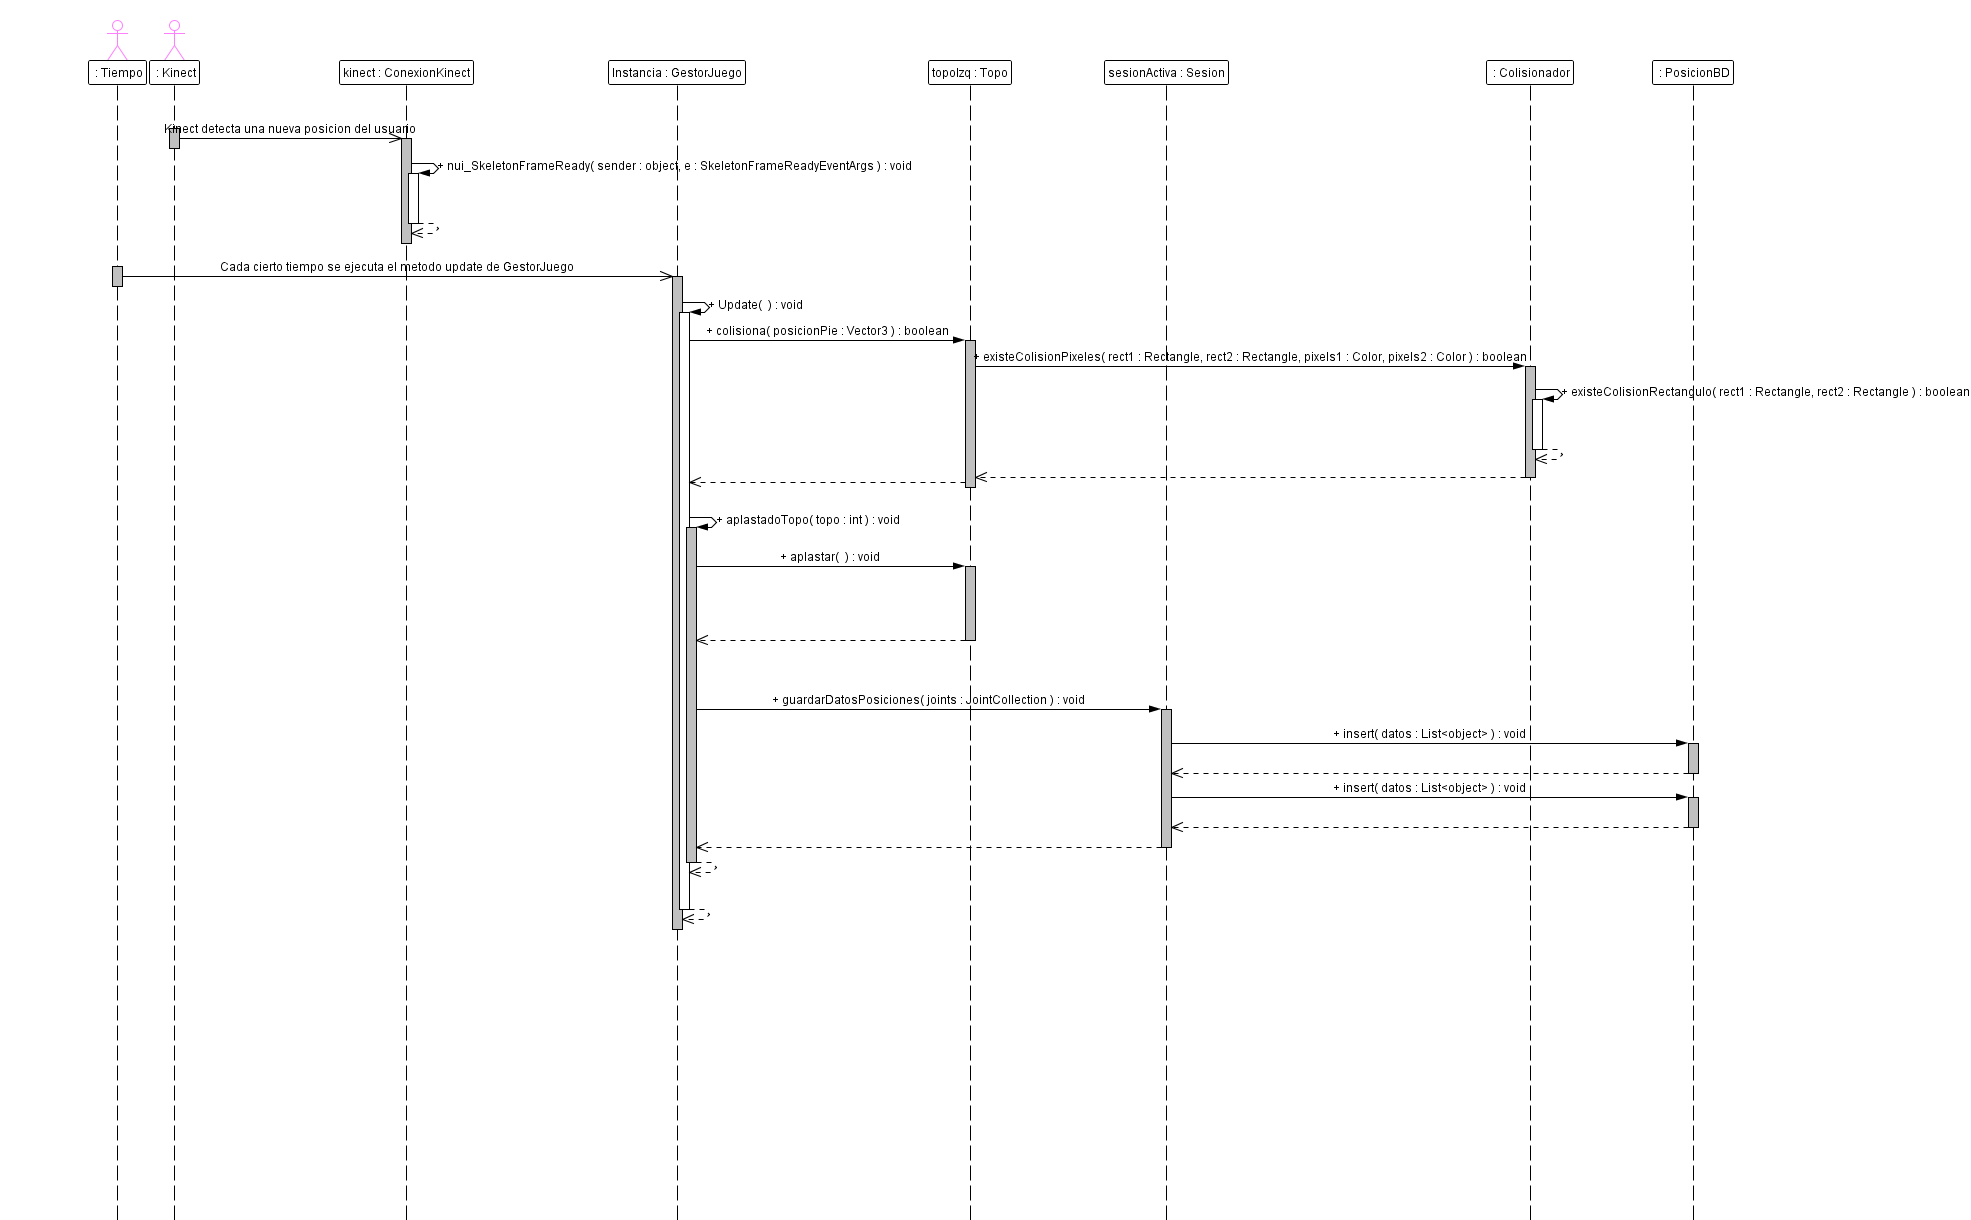 : Tiempo
: Kinect
kinect : ConexionKinect
Instancia : GestorJuego
topoIzq : Topo
sesionActiva : Sesion
: Colisionador
: PosicionBD
Kinect detecta una nueva posicion del usuario
+ nui_SkeletonFrameReady( sender : object, e : SkeletonFrameReadyEventArgs ) : void
Cada cierto tiempo se ejecuta el metodo update de GestorJuego
+ Update( ) : void
+ colisiona( posicionPie : Vector3 ) : boolean
+ existeColisionPixeles( rect1 : Rectangle, rect2 : Rectangle, pixels1 : Color, pixels2 : Color ) : boolean
+ existeColisionRectangulo( rect1 : Rectangle, rect2 : Rectangle ) : boolean
+ aplastadoTopo( topo : int ) : void
+ aplastar( ) : void
+ guardarDatosPosiciones( joints : JointCollection ) : void
+ insert( datos : List<object> ) : void
+ insert( datos : List<object> ) : void